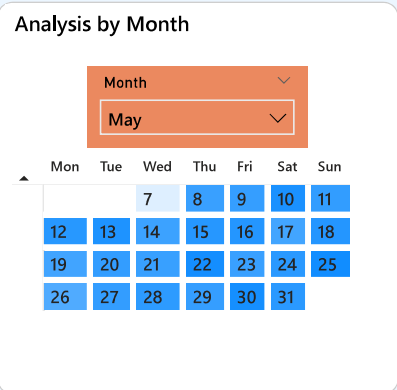 Analysis by Month
Month
May
Mon Tue Wed Thu Fri Sat Sun
7 8 9 10 11
12 13 14 15 16 17 18
19 20 21 22 23 24 25
26 27 28 29 30 31